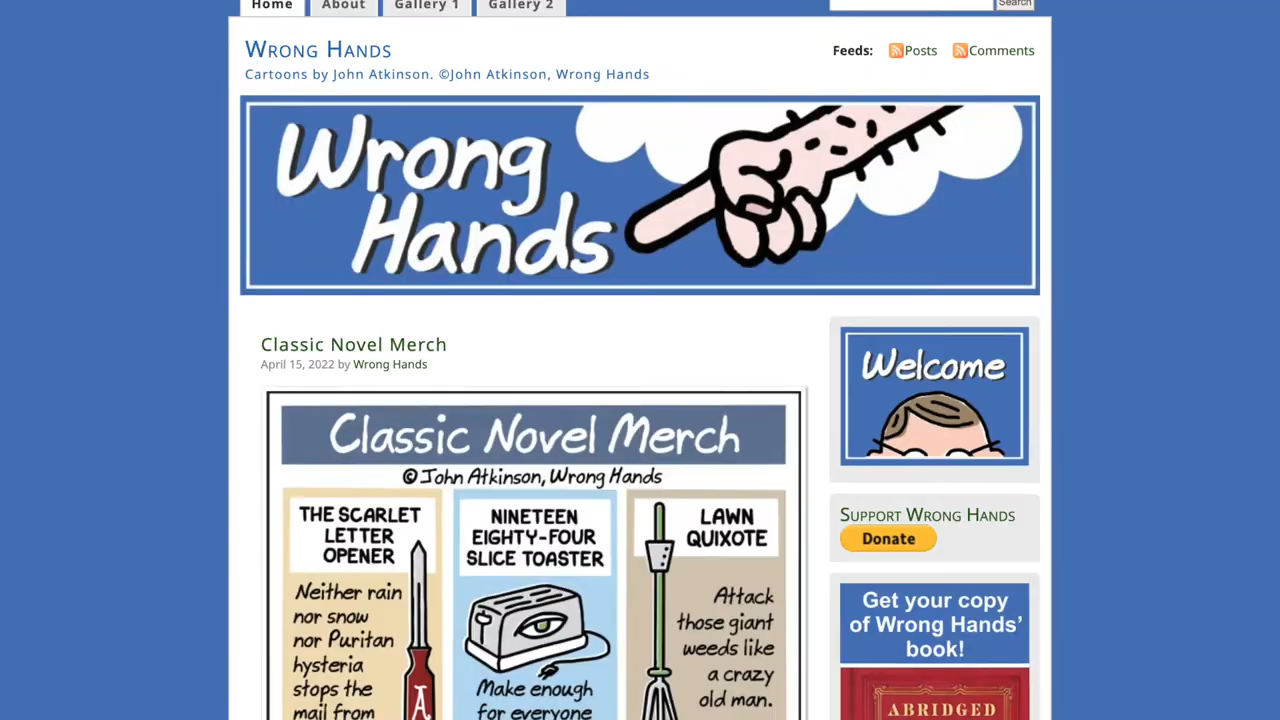 Home About Gallery 1 Gallery 2 Search
Wrong Hands
Feeds: Posts Comments
Cartoons by John Atkinson. ©John Atkinson, Wrong Hands
Wrong
Hands
Classic Novel Merch
April 15, 2022 by Wrong Hands
Classic Novel Merch
© John Atkinson, Wrong Hands
THE SCARLET
LETTER
OPENER
Neither rain
nor snow
nor Puritan
hysteria
stops the
mail from
A
NINETEEN
EIGHTY-FOUR
SLICE TOASTER
Make enough
for everyone
LAWN
QUIXOTE
Attack
those giant
weeds like
a crazy
old man.
Welcome
Support Wrong Hands
Donate
Get your copy
of Wrong Hands’
book!
ABRIDGED